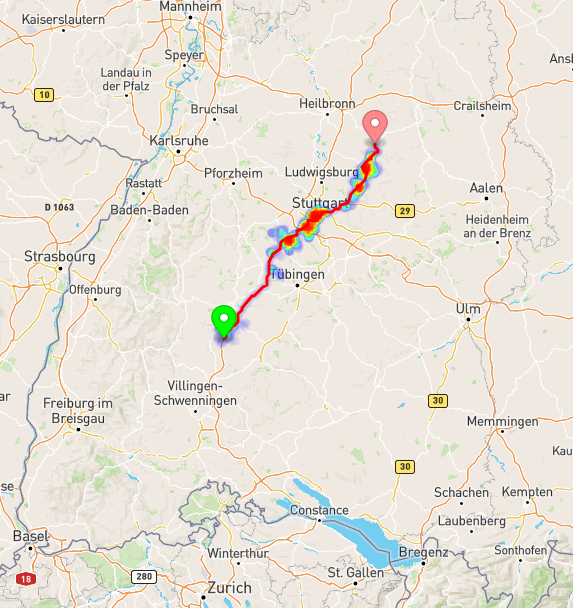 Mannheim
Kaiserslautern
Speyer
Landau in
der Pfalz
10
Bruchsal
Heilbronn
Crailsheim
Karlsruhe
Pforzheim
Ludwigsburg
Rastatt
Aalen
D 1063
Baden-Baden
Stuttgart
29
Heidenheim
an der Brenz
Strasbourg
Tübingen
Offenburg
Ulm
Villingen-
Schwenningen
Freiburg im
Breisgau
30
Memmingen
30
Schachen
Kempten
Constance
Laubenberg
Basel
Winterthur
Bregenz
Sonthofen
18
280
St. Gallen
Zurich